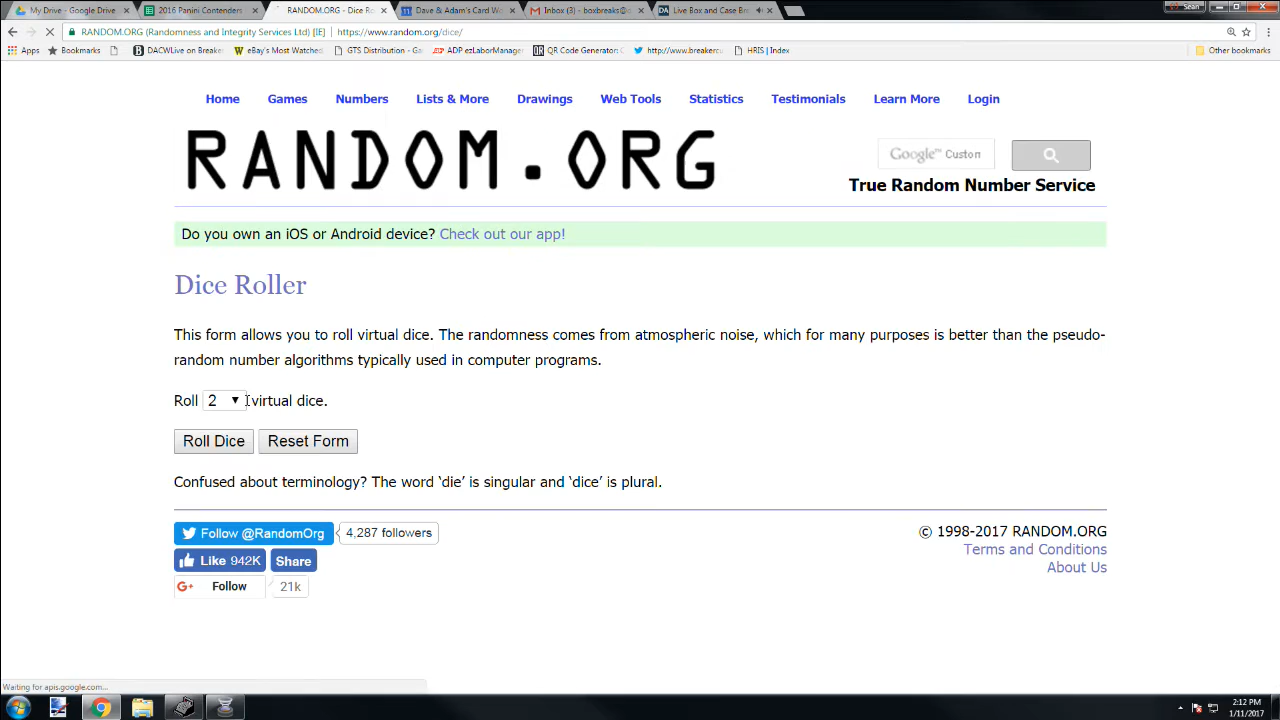 My Drive - Google Drive
2016 Panini Contenders
RANDOM.ORG - Dice Ro
Dave & Adam's Card Wo
Inbox (3) - boxbreaks@
Live Box and Case Br
Sean
RANDOM.ORG (Randomness and Integrity Services Ltd) [IE]
https://www.random.org/dice/
Apps
Bookmarks
DACWLive on Breaker
eBay's Most Watched
GTS Distribution - Ga
ADP ezLaborManager
QR Code Generator:
http://www.breakercu
HRIS | Index
Other bookmarks
Home Games Numbers Lists & More Drawings Web Tools Statistics Testimonials Learn More Login
RANDOM.ORG
Google™ Custon
True Random Number Service
Do you own an iOS or Android device? Check out our app!
Dice Roller
This form allows you to roll virtual dice. The randomness comes from atmospheric noise, which for many purposes is better than the pseudo-
random number algorithms typically used in computer programs.
Roll 2 virtual dice.
Roll Dice Reset Form
Confused about terminology? The word ‘die’ is singular and ‘dice’ is plural.
Follow @RandomOrg 4,287 followers
Like 942K Share
Follow 21k
© 1998-2017 RANDOM.ORG
Terms and Conditions
About Us
Waiting for apis.google.com...
2:12 PM
1/11/2017